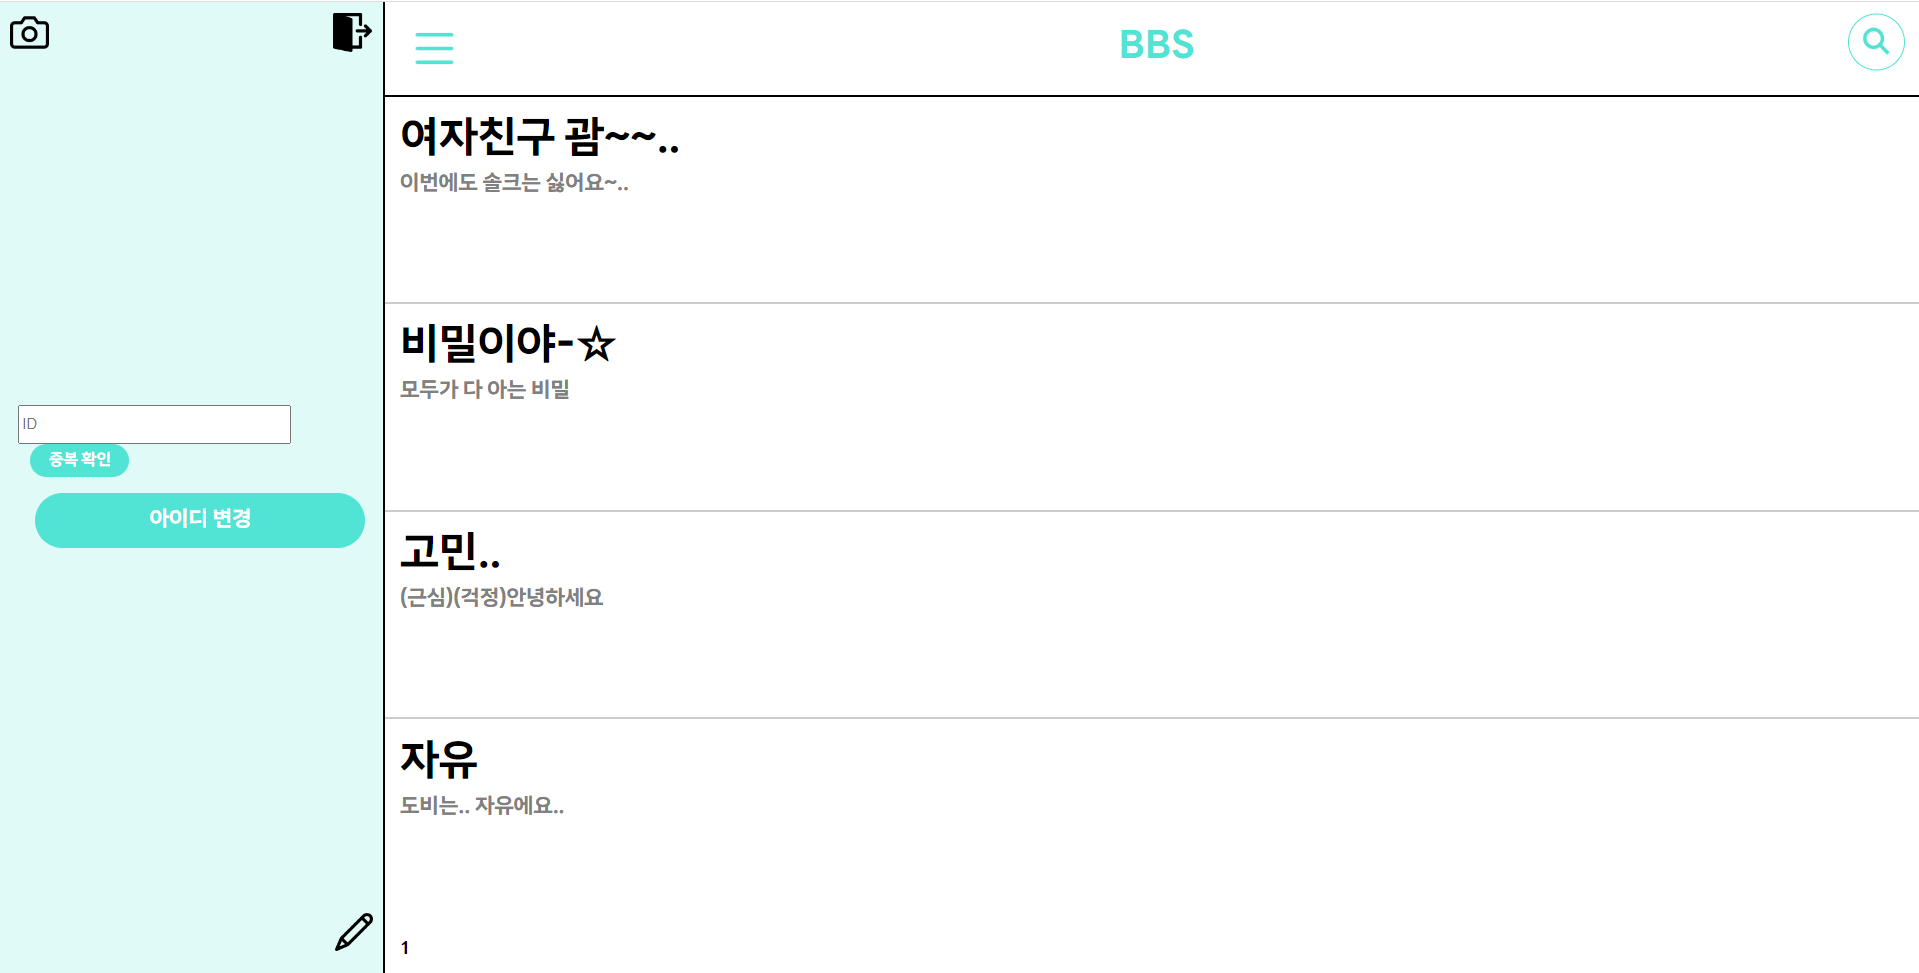 BBS
ID
중복 확인
아이디 변경
여자친구 괌~~..
이번에도 솔크는 싫어요~..
비밀이야-☆
모두가 다 아는 비밀
고민..
(근심)(걱정)안녕하세요
자유
도비는.. 자유에요..
1